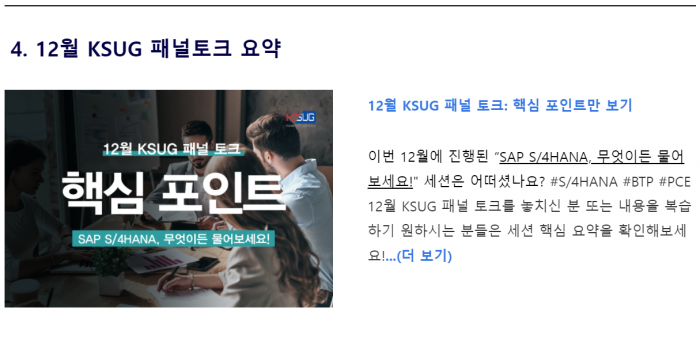 4. 12월 KSUG 패널토크 요약
KSUG
12월 KSUG 패널 토크
핵심 포인트
SAP S/4HANA, 무엇이든 물어보세요!
12월 KSUG 패널 토크: 핵심 포인트만 보기
이번 12월에 진행된 “SAP S/4HANA, 무엇이든 물어
보세요!" 세션은 어떠셨나요? #S/4HANA #BTP #PCE
12월 KSUG 패널 토크를 놓치신 분 또는 내용을 복습
하기 원하시는 분들은 세션 핵심 요약을 확인해보세
요!...(더 보기)